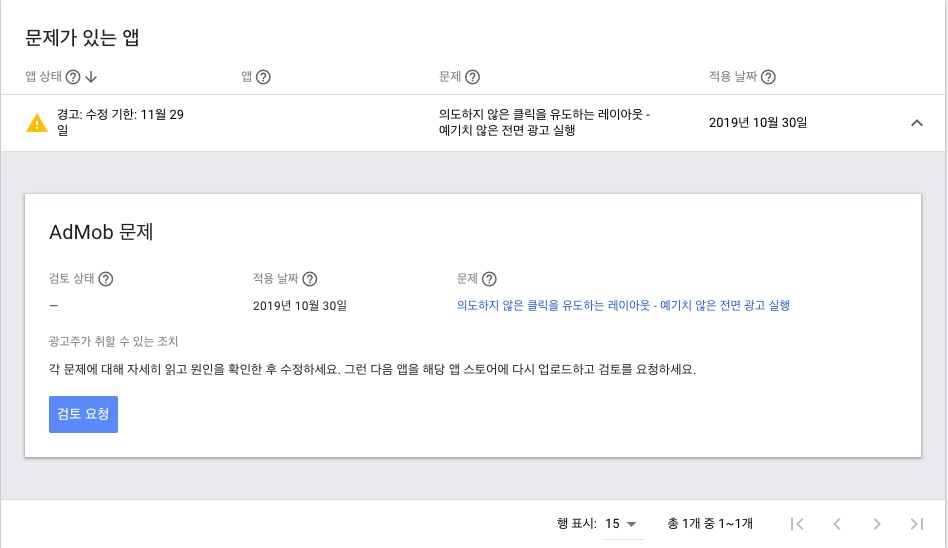 문제가 있는 앱
앱 상태 앱 문제 적용 날짜
경고: 수정 기한: 11월 29
일
의도하지 않은 클릭을 유도하는 레이아웃 -
예기치 않은 전면 광고 실행
2019년 10월 30일
AdMob 문제
검토 상태 적용 날짜 문제
– 2019년 10월 30일 의도하지 않은 클릭을 유도하는 레이아웃 - 예기치 않은 전면 광고 실행
광고주가 취할 수 있는 조치
각 문제에 대해 자세히 읽고 원인을 확인한 후 수정하세요. 그런 다음 앱을 해당 앱 스토어에 다시 업로드하고 검토를 요청하세요.
검토 요청
행 표시: 15 총 1개 중 1~1개